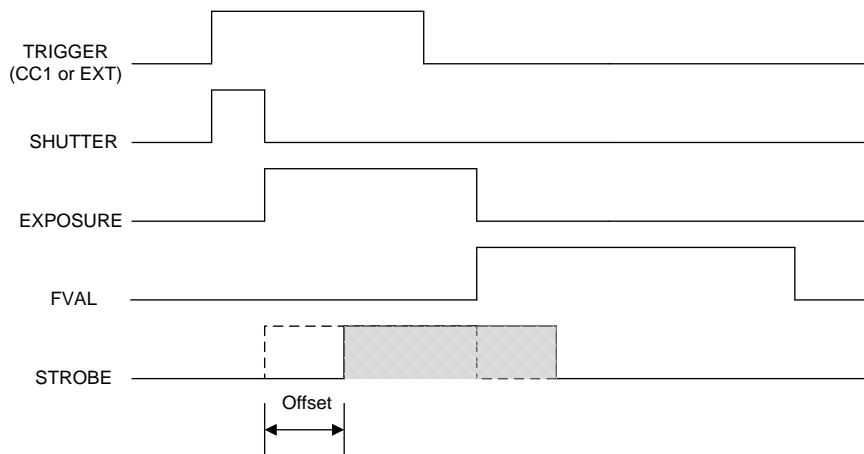 TRIGGER
(CC1 or EXT)
SHUTTER
EXPOSURE
FVAL
STROBE
Offset